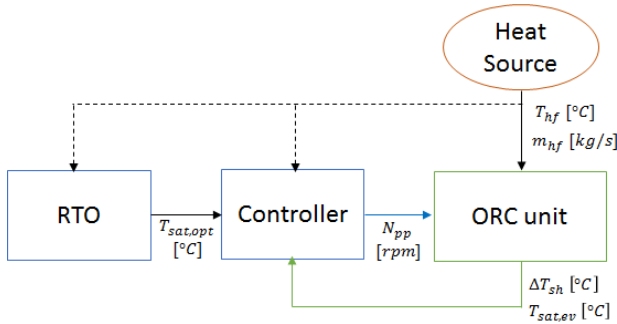 Heat
Source
T_hf [°C]
m_hf [kg/s]
RTO
T_sat,opt
[°C]
Controller
N_pp
[rpm]
ORC unit
ΔT_sh [°C]
T_sat,ev [°C]